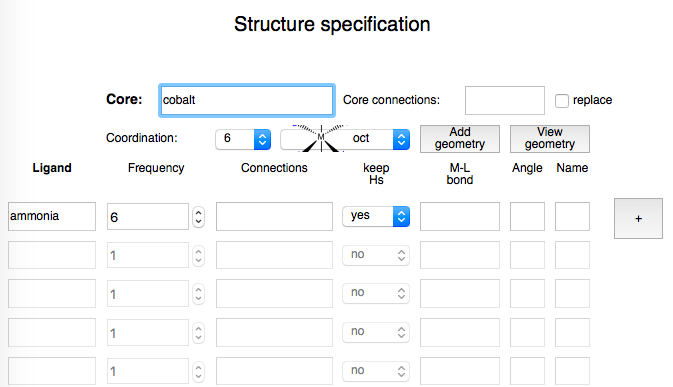 Structure specification
Core: cobalt Core connections: replace
Coordination: 6 M oct Add geometry View geometry
Ligand Frequency Connections keep Hs M-L bond Angle Name
ammonia 6 yes +
1 no
1 no
1 no
1 no